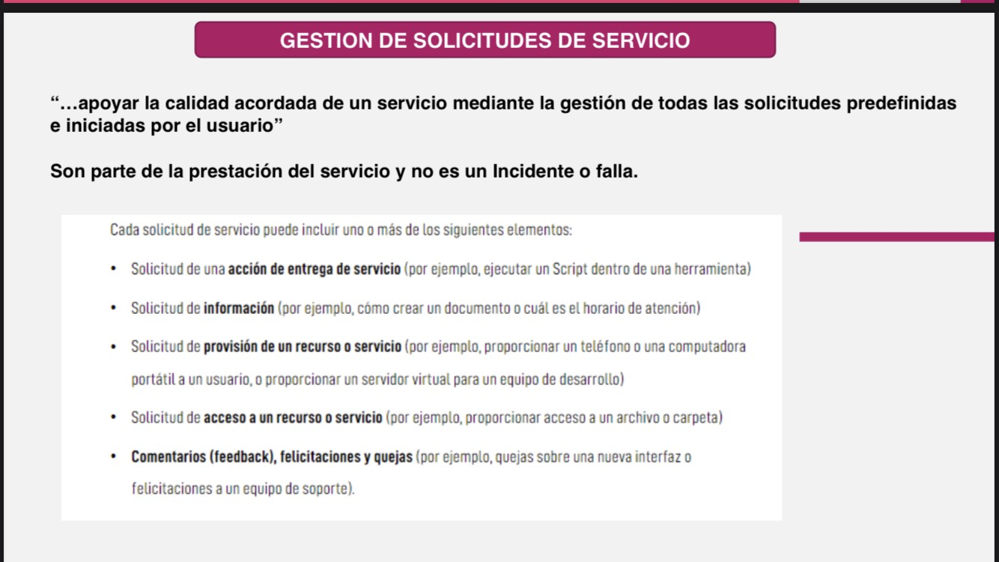 GESTION DE SOLICITUDES DE SERVICIO
“…apoyar la calidad acordada de un servicio mediante la gestión de todas las solicitudes predefinidas
e iniciadas por el usuario”
Son parte de la prestación del servicio y no es un Incidente o falla.
Cada solicitud de servicio puede incluir uno o más de los siguientes elementos:
• Solicitud de una acción de entrega de servicio (por ejemplo, ejecutar un Script dentro de una herramienta)
• Solicitud de información (por ejemplo, cómo crear un documento o cuál es el horario de atención)
• Solicitud de provisión de un recurso o servicio (por ejemplo, proporcionar un teléfono o una computadora
portátil a un usuario, o proporcionar un servidor virtual para un equipo de desarrollo)
• Solicitud de acceso a un recurso o servicio (por ejemplo, proporcionar acceso a un archivo o carpeta)
• Comentarios (feedback), felicitaciones y quejas (por ejemplo, quejas sobre una nueva interfaz o
felicitaciones a un equipo de soporte).